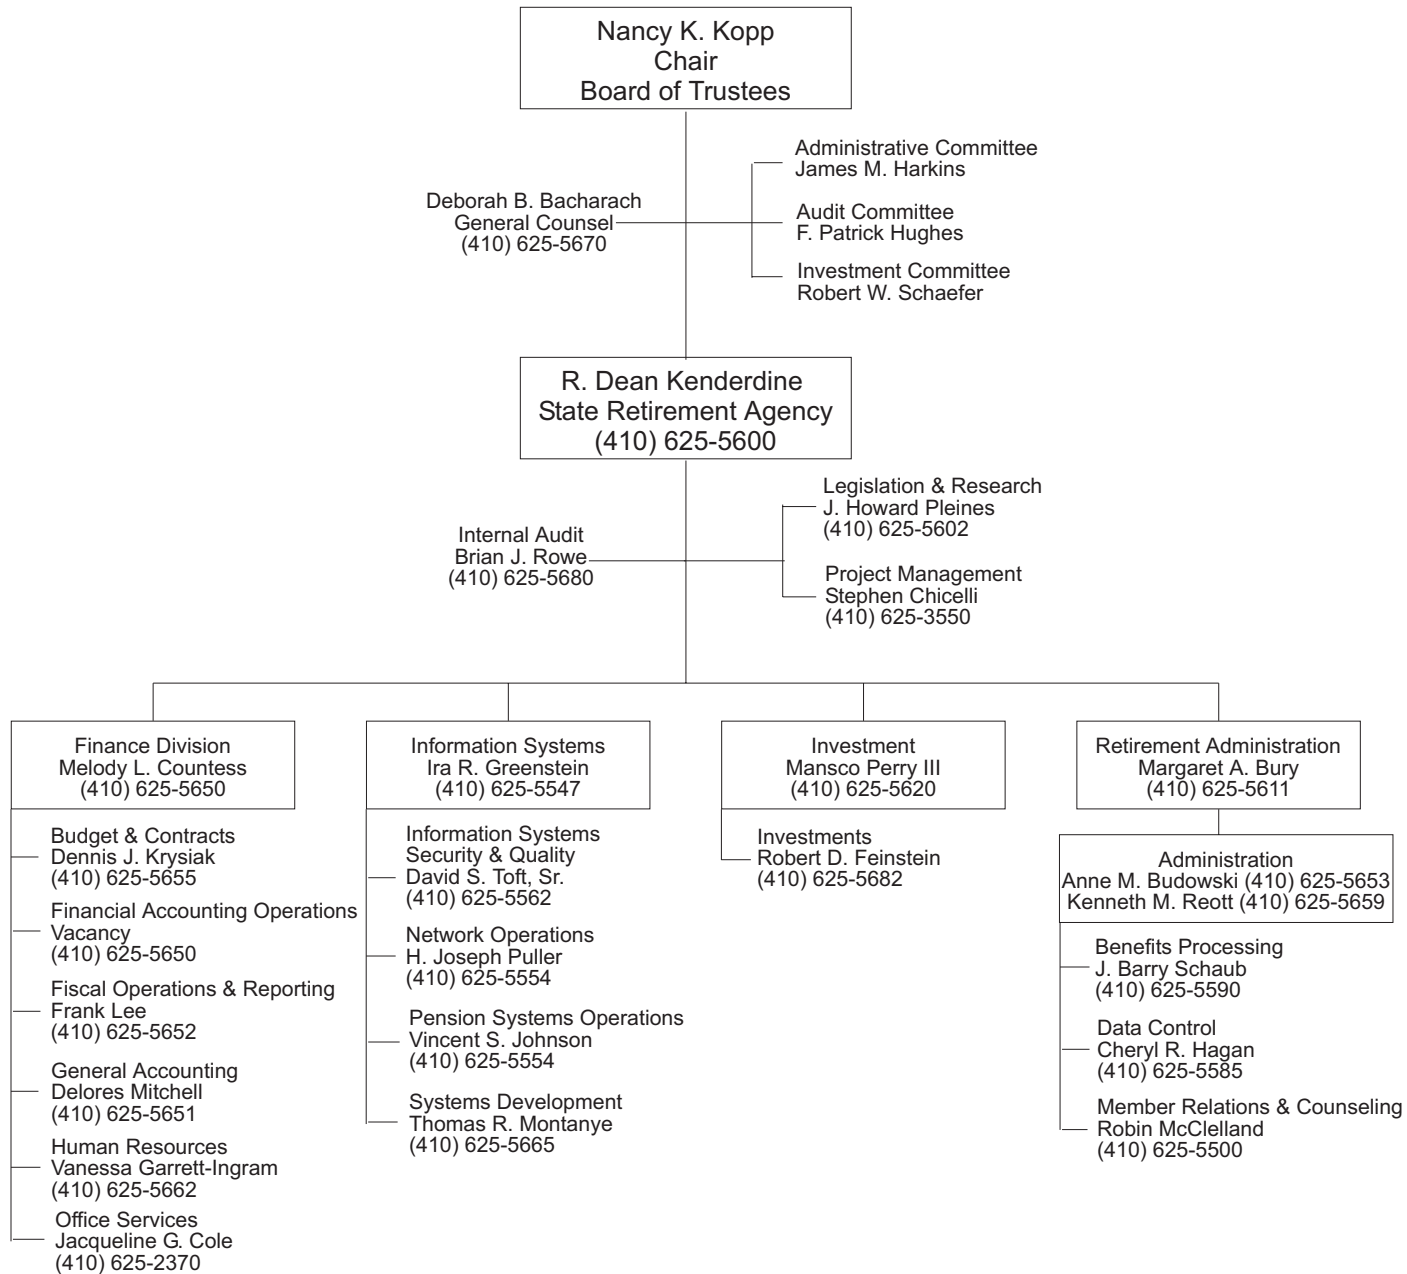 Nancy K. Kopp
Chair
Board of Trustees
Administrative Committee
James M. Harkins
Deborah B. Bacharach
General Counsel
(410) 625-5670
Audit Committee
F. Patrick Hughes
Investment Committee
Robert W. Schaefer
R. Dean Kenderdine
State Retirement Agency
(410) 625-5600
Legislation & Research
J. Howard Pleines
(410) 625-5602
Internal Audit
Brian J. Rowe
(410) 625-5680
Project Management
Stephen Chicelli
(410) 625-3550
Finance Division
Melody L. Countess
(410) 625-5650
Budget & Contracts
Dennis J. Krysiak
(410) 625-5655
Financial Accounting Operations
Vacancy
(410) 625-5650
Fiscal Operations & Reporting
Frank Lee
(410) 625-5652
General Accounting
Delores Mitchell
(410) 625-5651
Human Resources
Vanessa Garrett-Ingram
(410) 625-5662
Office Services
Jacqueline G. Cole
(410) 625-2370
Information Systems
Ira R. Greenstein
(410) 625-5547
Information Systems
Security & Quality
David S. Toft, Sr.
(410) 625-5562
Network Operations
H. Joseph Puller
(410) 625-5554
Pension Systems Operations
Vincent S. Johnson
(410) 625-5554
Systems Development
Thomas R. Montanye
(410) 625-5665
Investment
Mansco Perry III
(410) 625-5620
Investments
Robert D. Feinstein
(410) 625-5682
Retirement Administration
Margaret A. Bury
(410) 625-5611
Administration
Anne M. Budowski (410) 625-5653
Kenneth M. Reott (410) 625-5659
Benefits Processing
J. Barry Schaub
(410) 625-5590
Data Control
Cheryl R. Hagan
(410) 625-5585
Member Relations & Counseling
Robin McClelland
(410) 625-5500